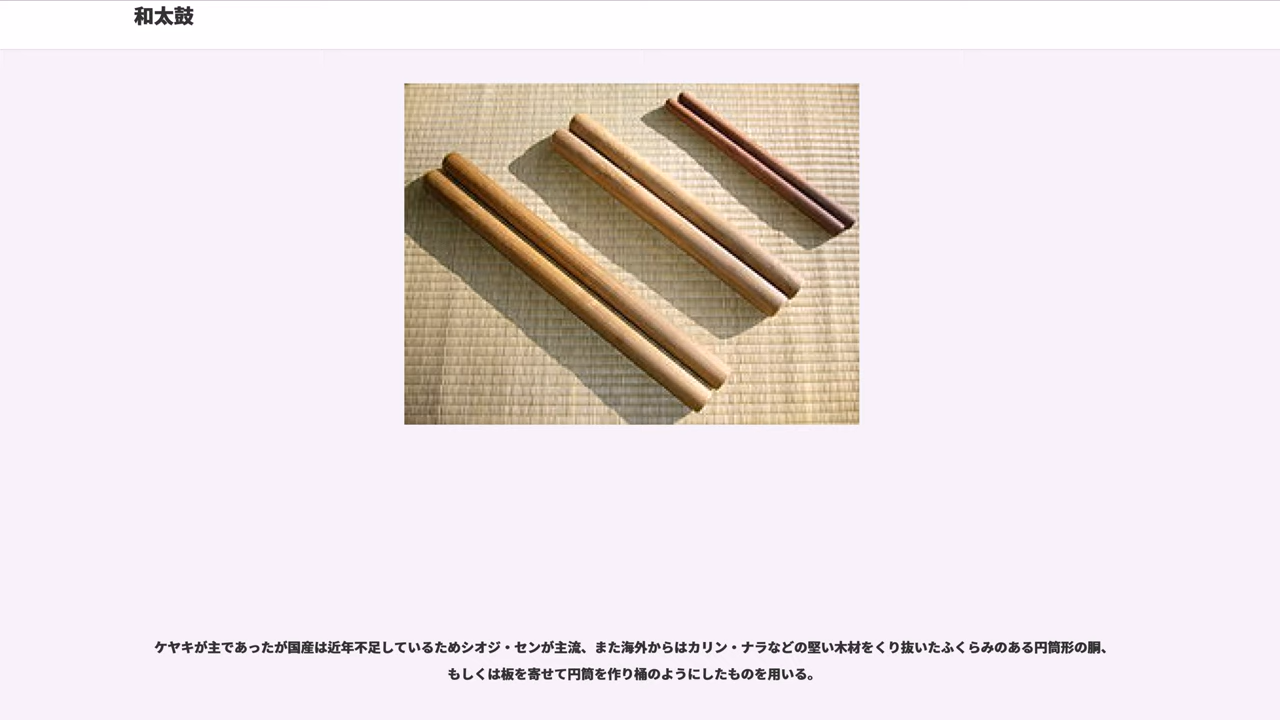 和太鼓
ケヤキが主であったが国産は近年不足しているためシオジ・センが主流、また海外からはカリン・ナラなどの堅い木材をくり抜いたふくらみのある円筒形の胴、
もしくは板を寄せて円筒を作り桶のようにしたものを用いる。